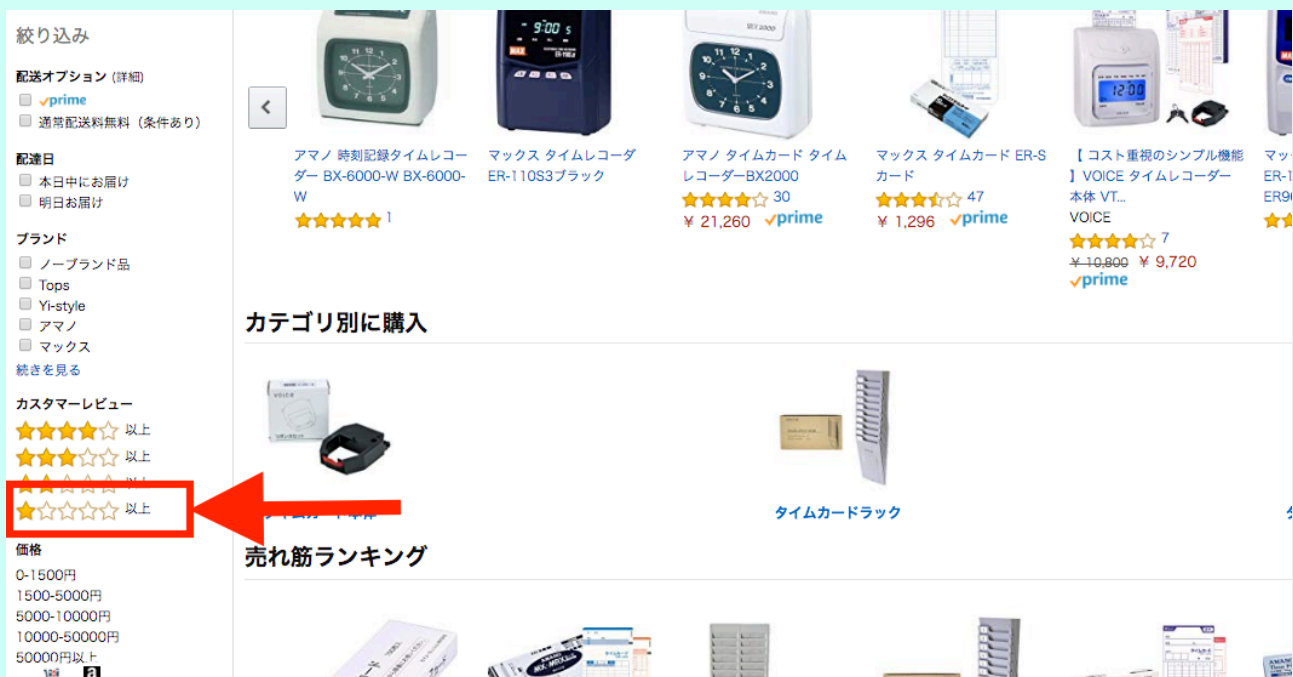 絞り込み
配送オプション (詳細)
prime
通常配送料無料（条件あり）
配達日
本日中にお届け
明日お届け
ブランド
ノーブランド品
Tops
Yi-style
アマノ
マックス
続きを見る
カスタマーレビュー
以上
以上
以上
価格
0-1500円
1500-5000円
5000-10000円
10000-50000円
50000円以上
9:00
MAX
BX 2000
12:00
アマノ 時刻記録タイムレコー
ダー BX-6000-W BX-6000-
W
1
マックス タイムレコーダ
ER-110S3ブラック
アマノ タイムカード タイム
レコーダーBX2000
30
¥ 21,260 prime
マックス タイムカード ER-S
カード
47
¥ 1,296 prime
【 コスト重視のシンプル機能
】VOICE タイムレコーダー
本体 VT...
VOICE
7
¥ 10,800 ¥ 9,720
prime
マッ
ER-1
ER9
カテゴリ別に購入
VOICE
タイムカードラック
売れ筋ランキング